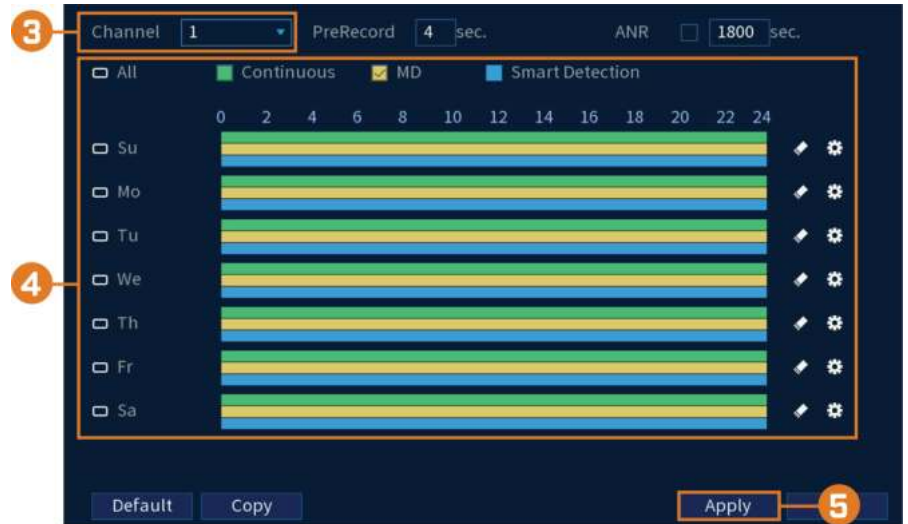 3 Channel 1 PreRecord 4 sec. ANR 1800 sec.
All Continuous MD Smart Detection
0 2 4 6 8 10 12 14 16 18 20 22 24
Su
Mo
Tu
4 We
Th
Fr
Sa
Default Copy Apply 5